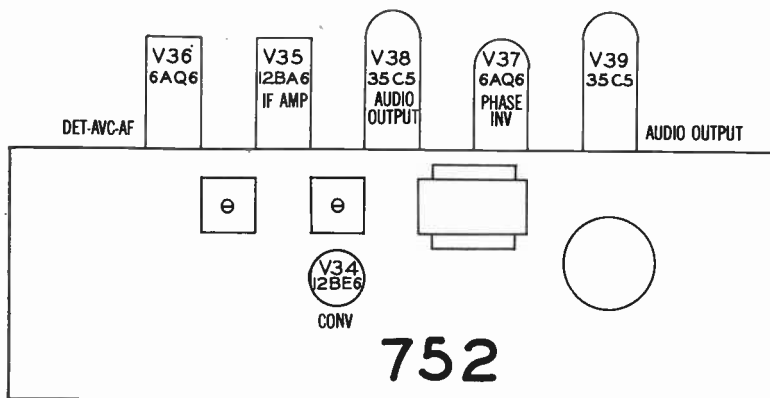 V36
6AQ6
DET-AVC-AF
V35
12BA6
IF AMP
V38
35C5
AUDIO
OUTPUT
V37
6AQ6
PHASE
INV
V39
35C5
AUDIO OUTPUT
V34
12BE6
CONV
752